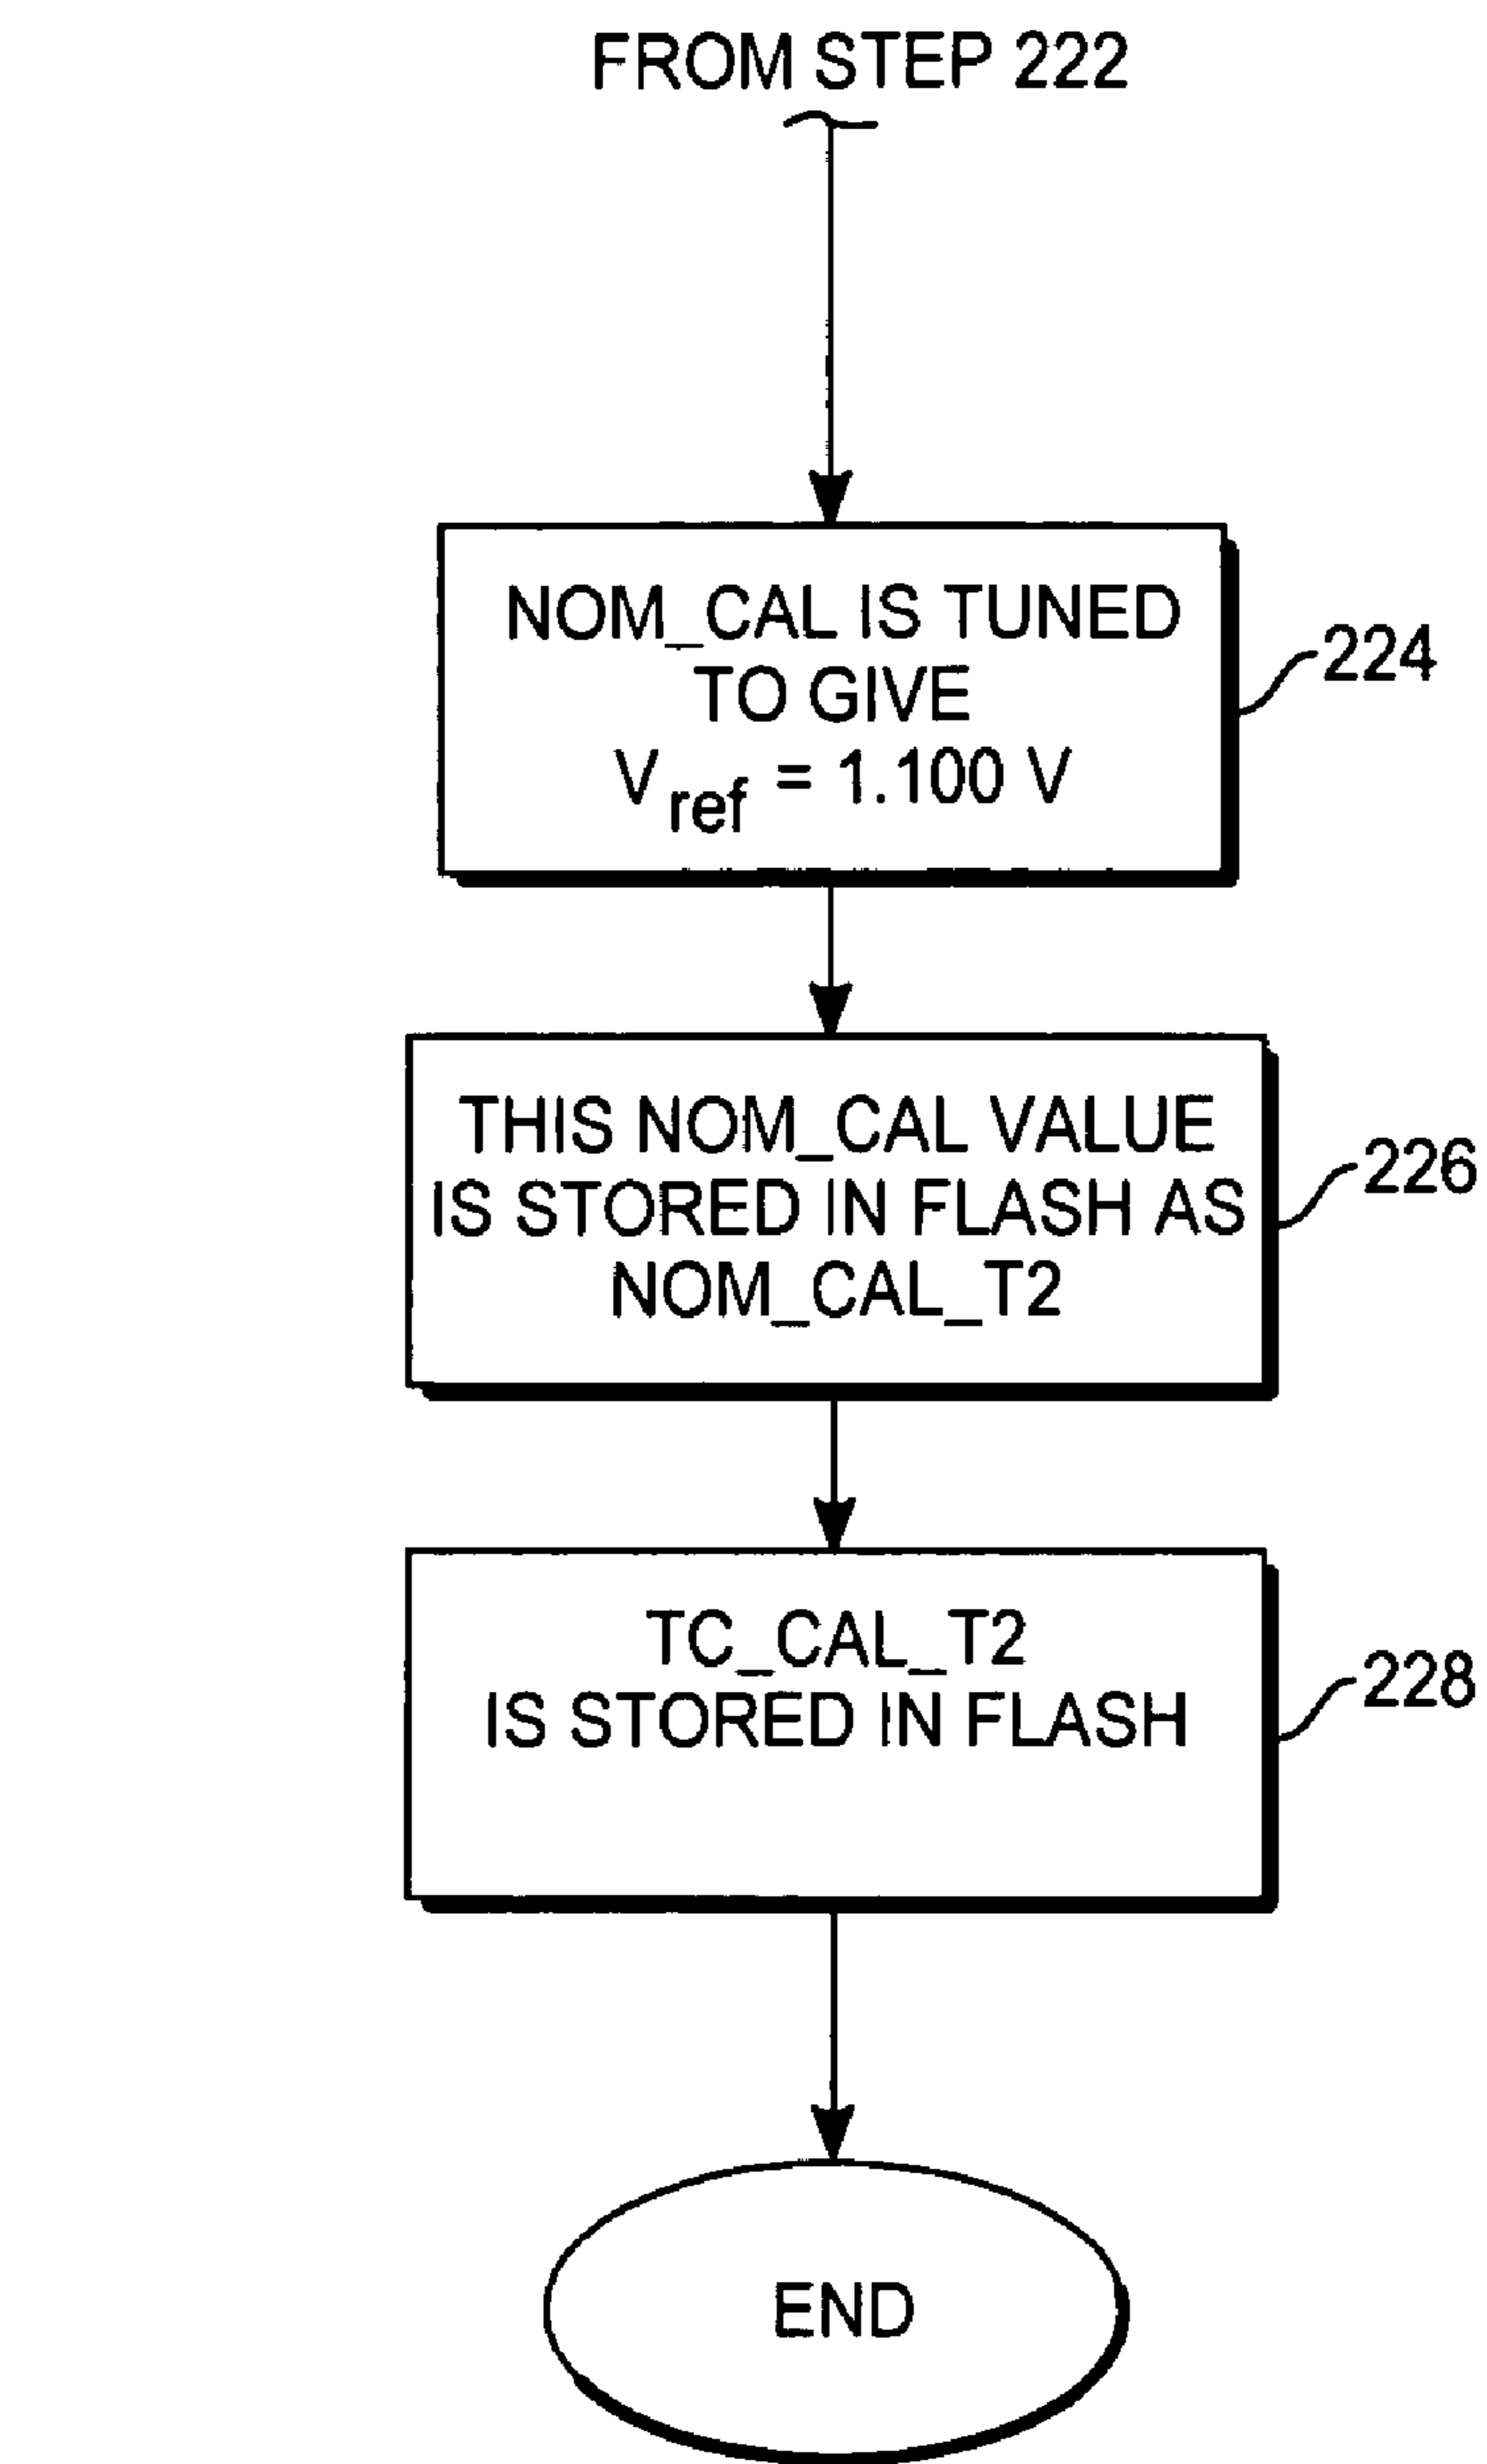 FROM STEP 222
NOM_CAL IS TUNED
TO GIVE
Vref = 1.100 V
224
THIS NOM_CAL VALUE
IS STORED IN FLASH AS
NOM_CAL_T2
226
TC_CAL_T2
IS STORED IN FLASH
228
END